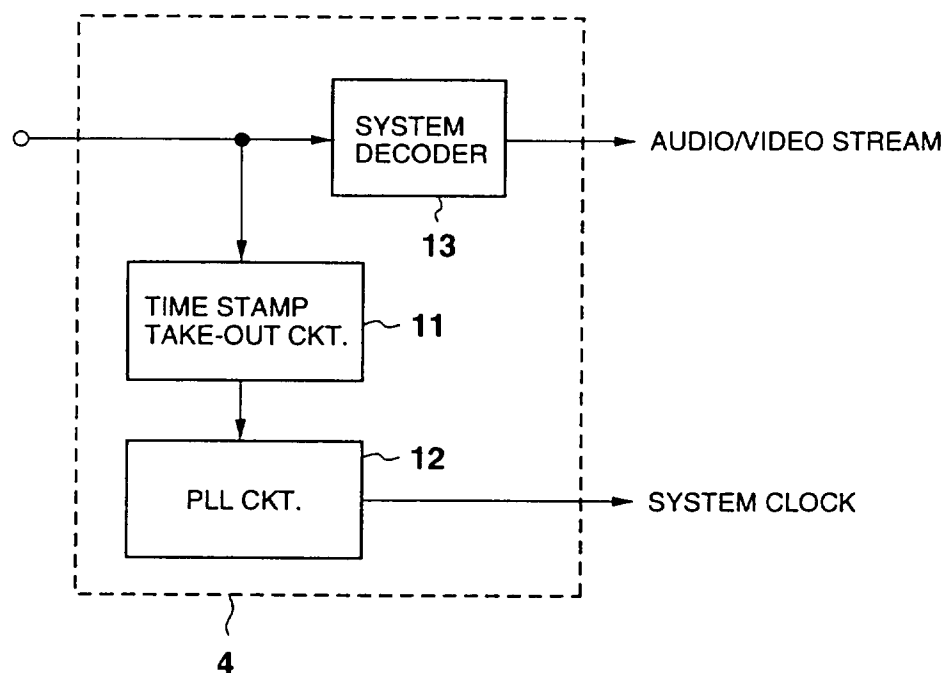 SYSTEM
DECODER
AUDIO/VIDEO STREAM
13
TIME STAMP
TAKE-OUT CKT.
11
12
PLL CKT.
SYSTEM CLOCK
4